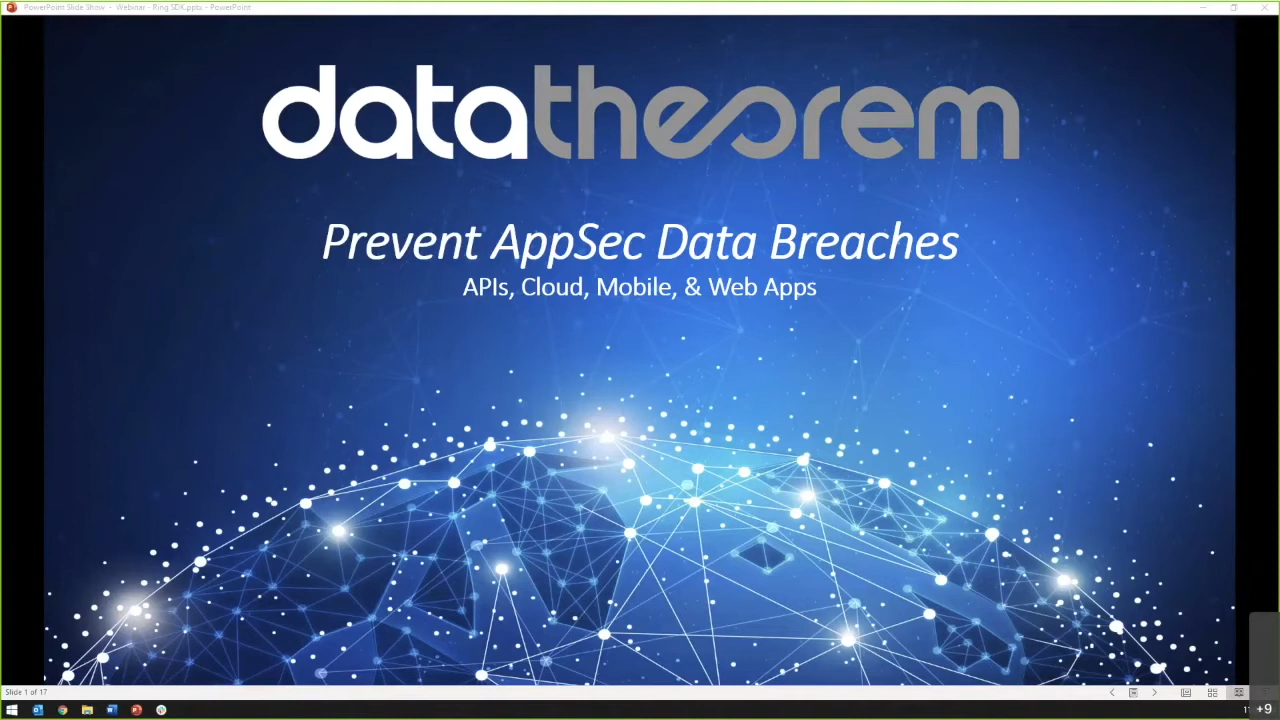 PowerPoint Slide Show - Webinar - Ring SDK.pptx - PowerPoint
datatheorem
Prevent AppSec Data Breaches
APIs, Cloud, Mobile, & Web Apps
Slide 1 of 17
+9